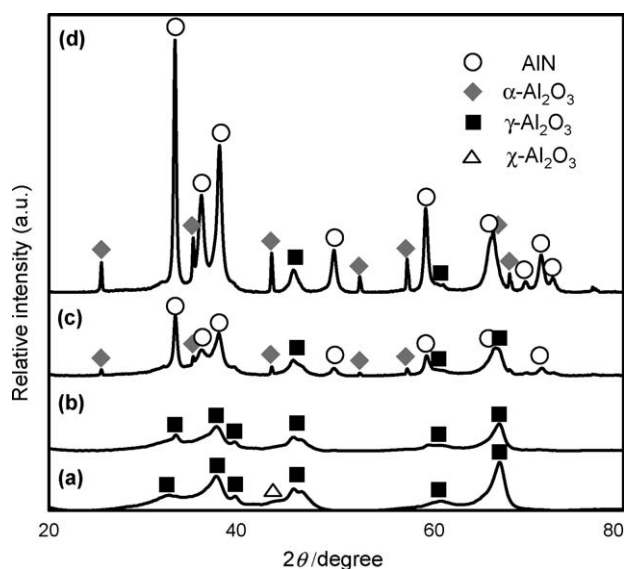 (d)
AlN
α-Al₂O₃
γ-Al₂O₃
χ-Al₂O₃
(c)
(b)
(a)
Relative intensity (a.u.)
20 40 60 80
2θ/degree